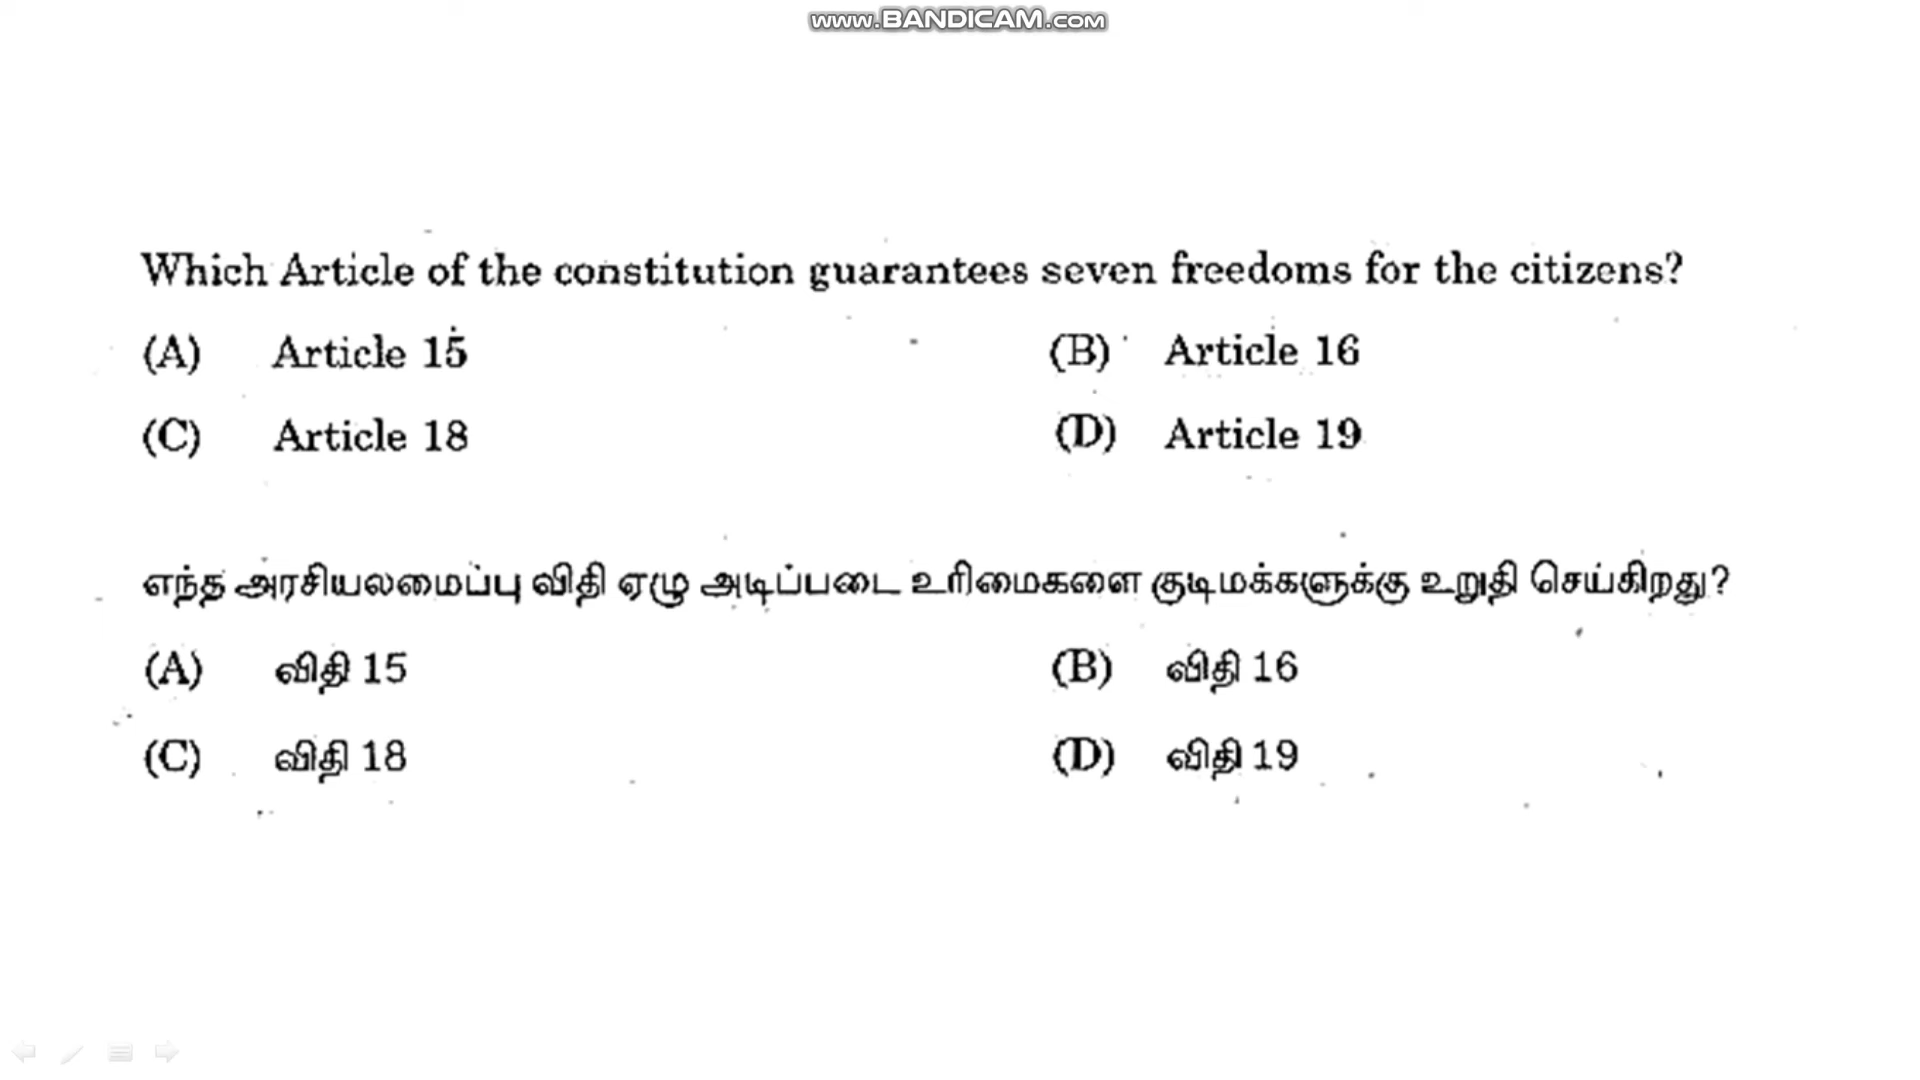 www.BANDICAM.com
Which Article of the constitution guarantees seven freedoms for the citizens?
(A) Article 15 (B) Article 16
(C) Article 18 (D) Article 19
எந்த அரசியலமைப்பு விதி ஏழு அடிப்படை உரிமைகளை குடிமக்களுக்கு உறுதி செய்கிறது?
(A) விதி 15 (B) விதி 16
(C) விதி 18 (D) விதி 19